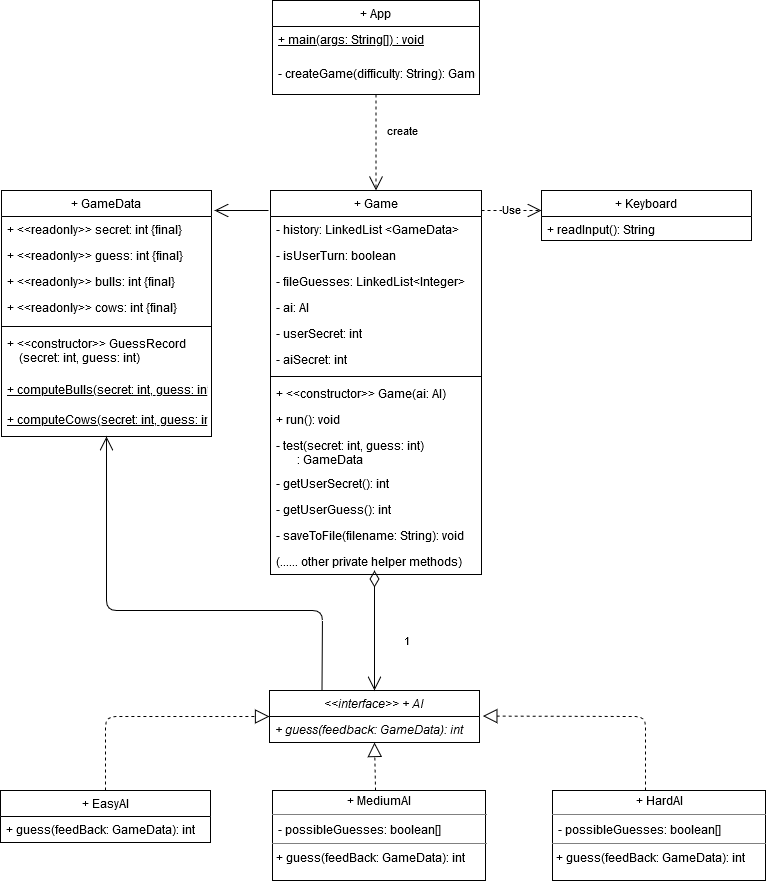 + App
+ main(args: String[]) : void
- createGame(difficulty: String): Gam
create
+ GameData
+ <<readonly>> secret: int {final}
+ <<readonly>> guess: int {final}
+ <<readonly>> bulls: int {final}
+ <<readonly>> cows: int {final}
+ <<constructor>> GuessRecord
(secret: int, guess: int)
+ computeBulls(secret: int, guess: int
+ computeCows(secret: int, guess: i
+ Game
- history: LinkedList <GameData>
- isUserTurn: boolean
- fileGuesses: LinkedList<Integer>
- ai: AI
- userSecret: int
- aiSecret: int
+ <<constructor>> Game(ai: AI)
+ run(): void
- test(secret: int, guess: int)
: GameData
- getUserSecret(): int
- getUserGuess(): int
- saveToFile(filename: String): void
(...... other private helper methods)
Use
+ Keyboard
+ readInput(): String
1
<<interface>> + AI
+ guess(feedback: GameData): int
+ EasyAI
+ guess(feedBack: GameData): int
+ MediumAI
- possibleGuesses: boolean[]
+ guess(feedBack: GameData): int
+ HardAI
- possibleGuesses: boolean[]
+ guess(feedBack: GameData): int